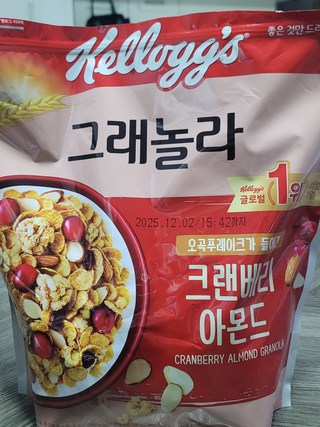 좋은 것만 드리
Kellogg's
그래놀라
Kellogg's
글로벌
1위
2025.12.02/15:42까지
오곡푸레이크가 들어간
크랜베리
아몬드
CRANBERRY ALMOND GRANOLA